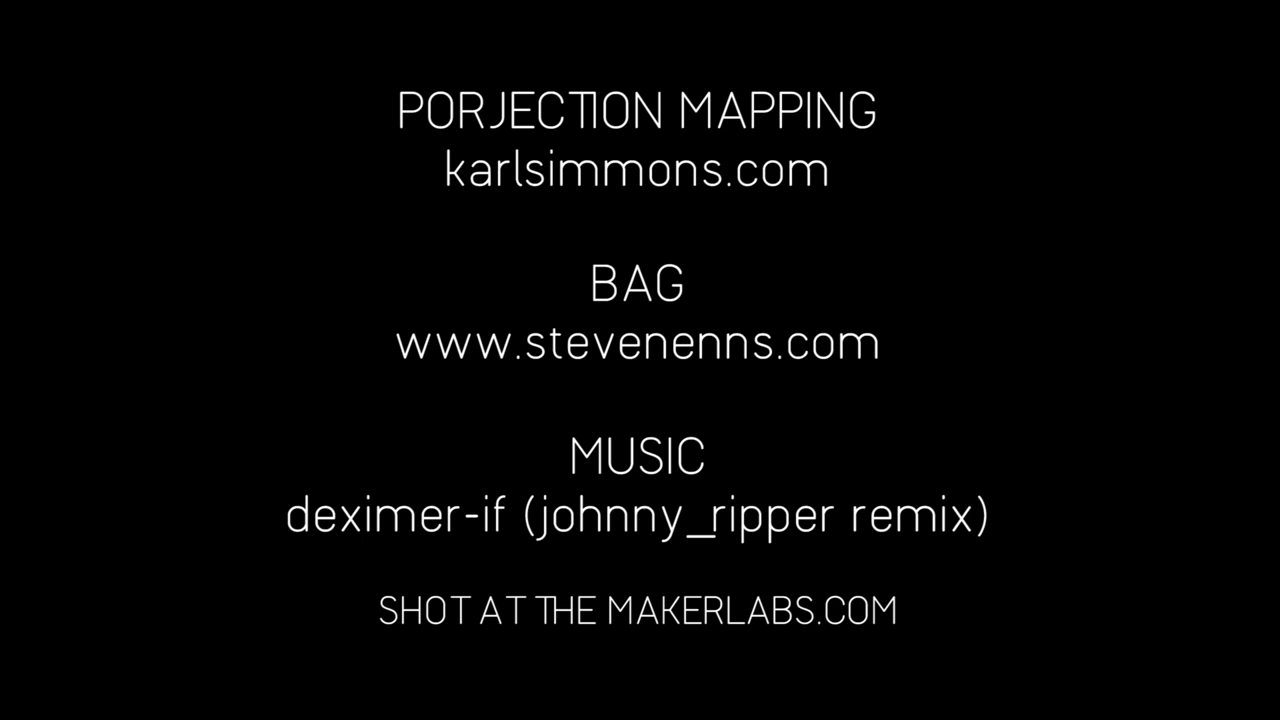 PORJECTION MAPPING
karlsimmons.com
BAG
www.stevenenns.com
MUSIC
deximer-if (johnny_ripper remix)
SHOT AT THE MAKERLABS.COM